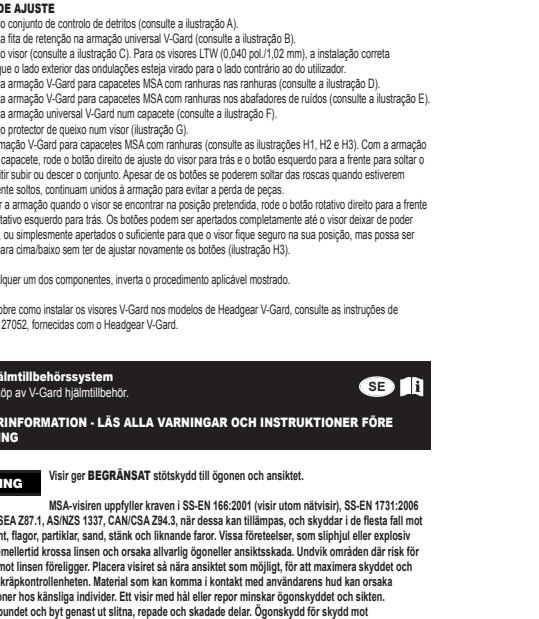 DE AJUSTE
o conjunto de controlo de detritos (consulte a ilustração A).
a fita de retenção na armação universal V-Gard (consulte a ilustração B).
o visor (consulte a ilustração C). Para os visores LTW (0,040 pol./1,02 mm), a instalação correta
que o lado exterior das ondulações esteja virado para o lado contrário ao do utilizador.
a armação V-Gard para capacetes MSA com ranhuras nas ranhuras (consulte a ilustração D).
a armação V-Gard para capacetes MSA com ranhuras nos abafadores de ruídos (consulte a ilustração E).
a armação universal V-Gard num capacete (consulte a ilustração F).
o protector de queixo num visor (ilustração G).
mação V-Gard para capacetes MSA com ranhuras (consulte as ilustrações H1, H2 e H3). Com a armação
capacete, rode o botão direito de ajuste do visor para trás e o botão esquerdo para a frente para soltar o
itir subir ou descer o conjunto. Apesar de os botões se poderem soltar das roscas quando estiverem
ente soltos, continuam unidos à armação para evitar a perda de peças.
r a armação quando o visor se encontrar na posição pretendida, rode o botão rotativo direito para a frente
tativo esquerdo para trás. Os botões podem ser apertados completamente até o visor deixar de poder
, ou simplesmente apertados o suficiente para que o visor fique seguro na sua posição, mas possa ser
para cima/baixo sem ter de ajustar novamente os botões (ilustração H3).
lquer um dos componentes, inverta o procedimento aplicável mostrado.
obre como instalar os visores V-Gard nos modelos de Headgear V-Gard, consulte as instruções de
27052, fornecidas com o Headgear V-Gard.
älmtillbehörssystem
köp av V-Gard hjälmtillbehör.
SE
RINFORMATION - LÄS ALLA VARNINGAR OCH INSTRUKTIONER FÖRE
NG
ING
Visir ger BEGRÄNSAT stötskydd till ögonen och ansiktet.
MSA-visiren uppfyller kraven i SS-EN 166:2001 (visir utom nätvisir), SS-EN 1731:2006
SEA Z87.1, AS/NZS 1337, CAN/CSA Z94.3, när dessa kan tillämpas, och skyddar i de flesta fall mot
nt, flagor, partiklar, sand, stänk och liknande faror. Vissa företeelser, som sliphjul eller explosiv
emellertid krossa linsen och orsaka allvarlig ögoneller ansiktsskada. Undvik områden där risk för
mot linsen föreligger. Placera visiret så nära ansiktet som möjligt, för att maximera skyddet och
kräpkontrollenheten. Material som kan komma i kontakt med användarens hud kan orsaka
oner hos känsliga individer. Ett visir med hål eller repor minskar ögonskyddet och sikten.
bundet och byt genast ut slitna, repade och skadade delar. Ögonskydd för skydd mot